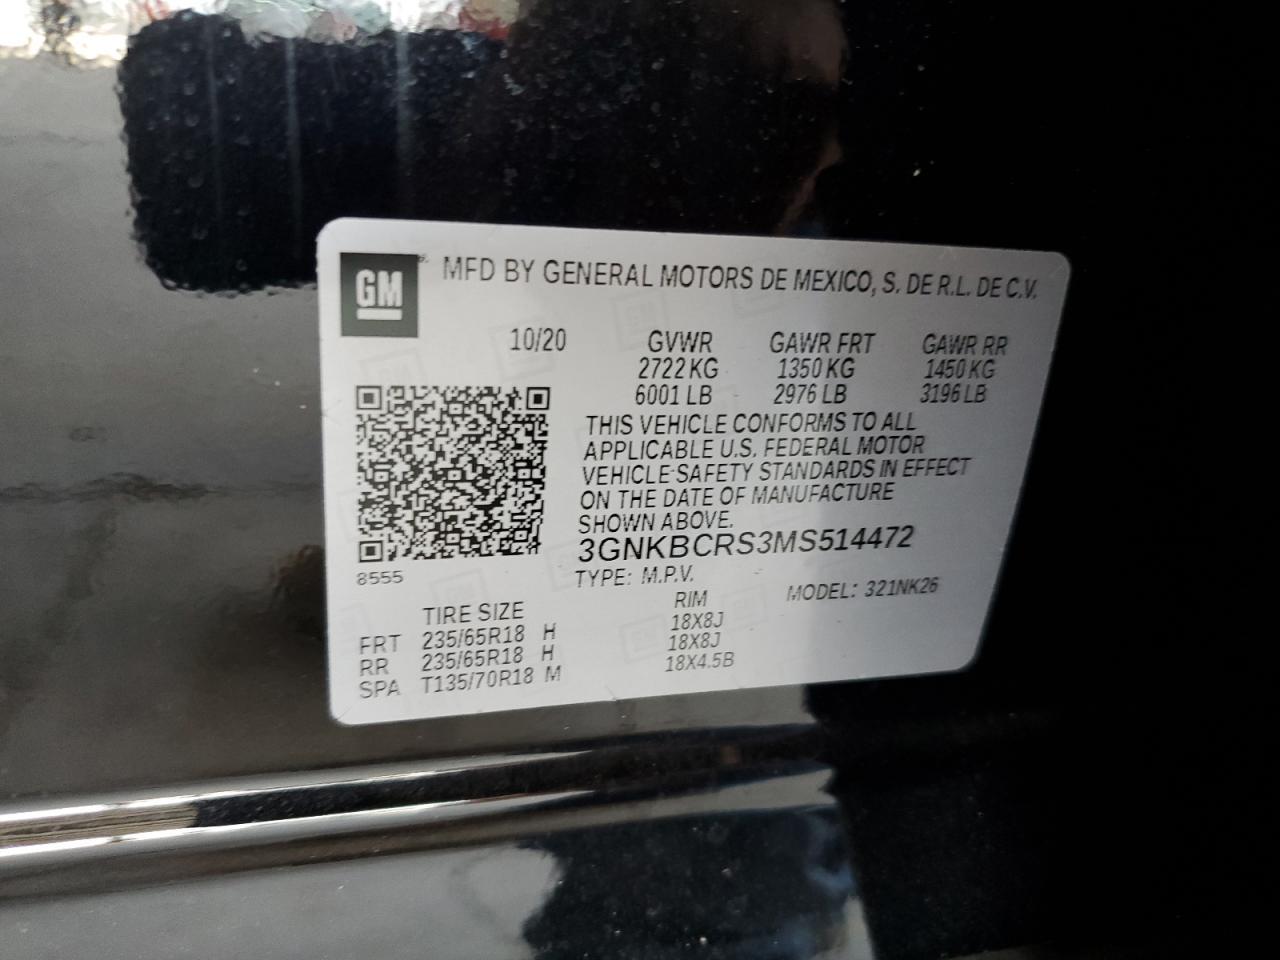 GM
MFD BY GENERAL MOTORS DE MEXICO, S. DE R.L. DE C.V.
10/20 GVWR GAWR FRT GAWR RR
2722 KG 1350 KG 1450 KG
6001 LB 2976 LB 3196 LB
THIS VEHICLE CONFORMS TO ALL
APPLICABLE U.S. FEDERAL MOTOR
VEHICLE SAFETY STANDARDS IN EFFECT
ON THE DATE OF MANUFACTURE
SHOWN ABOVE.
3GNKBCRS3MS514472
8555
TYPE: M.P.V. MODEL: 321NK26
TIRE SIZE RIM
FRT 235/65R18 H 18X8J
RR 235/65R18 H 18X8J
SPA T135/70R18 M 18X4.5B